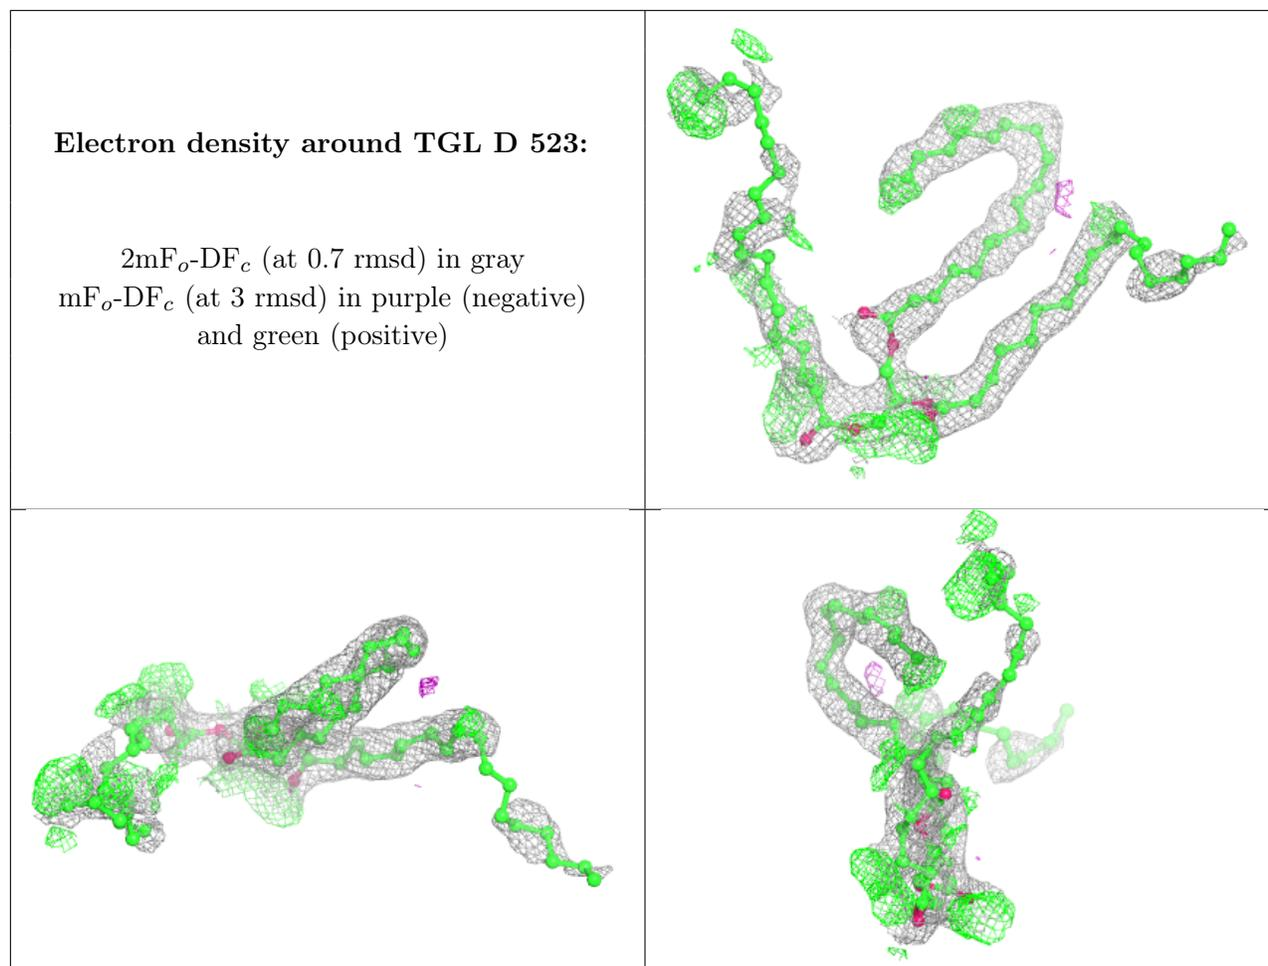 Electron density around TGL D 523:
2mFo-DFc (at 0.7 rmsd) in gray
mFo-DFc (at 3 rmsd) in purple (negative)
and green (positive)